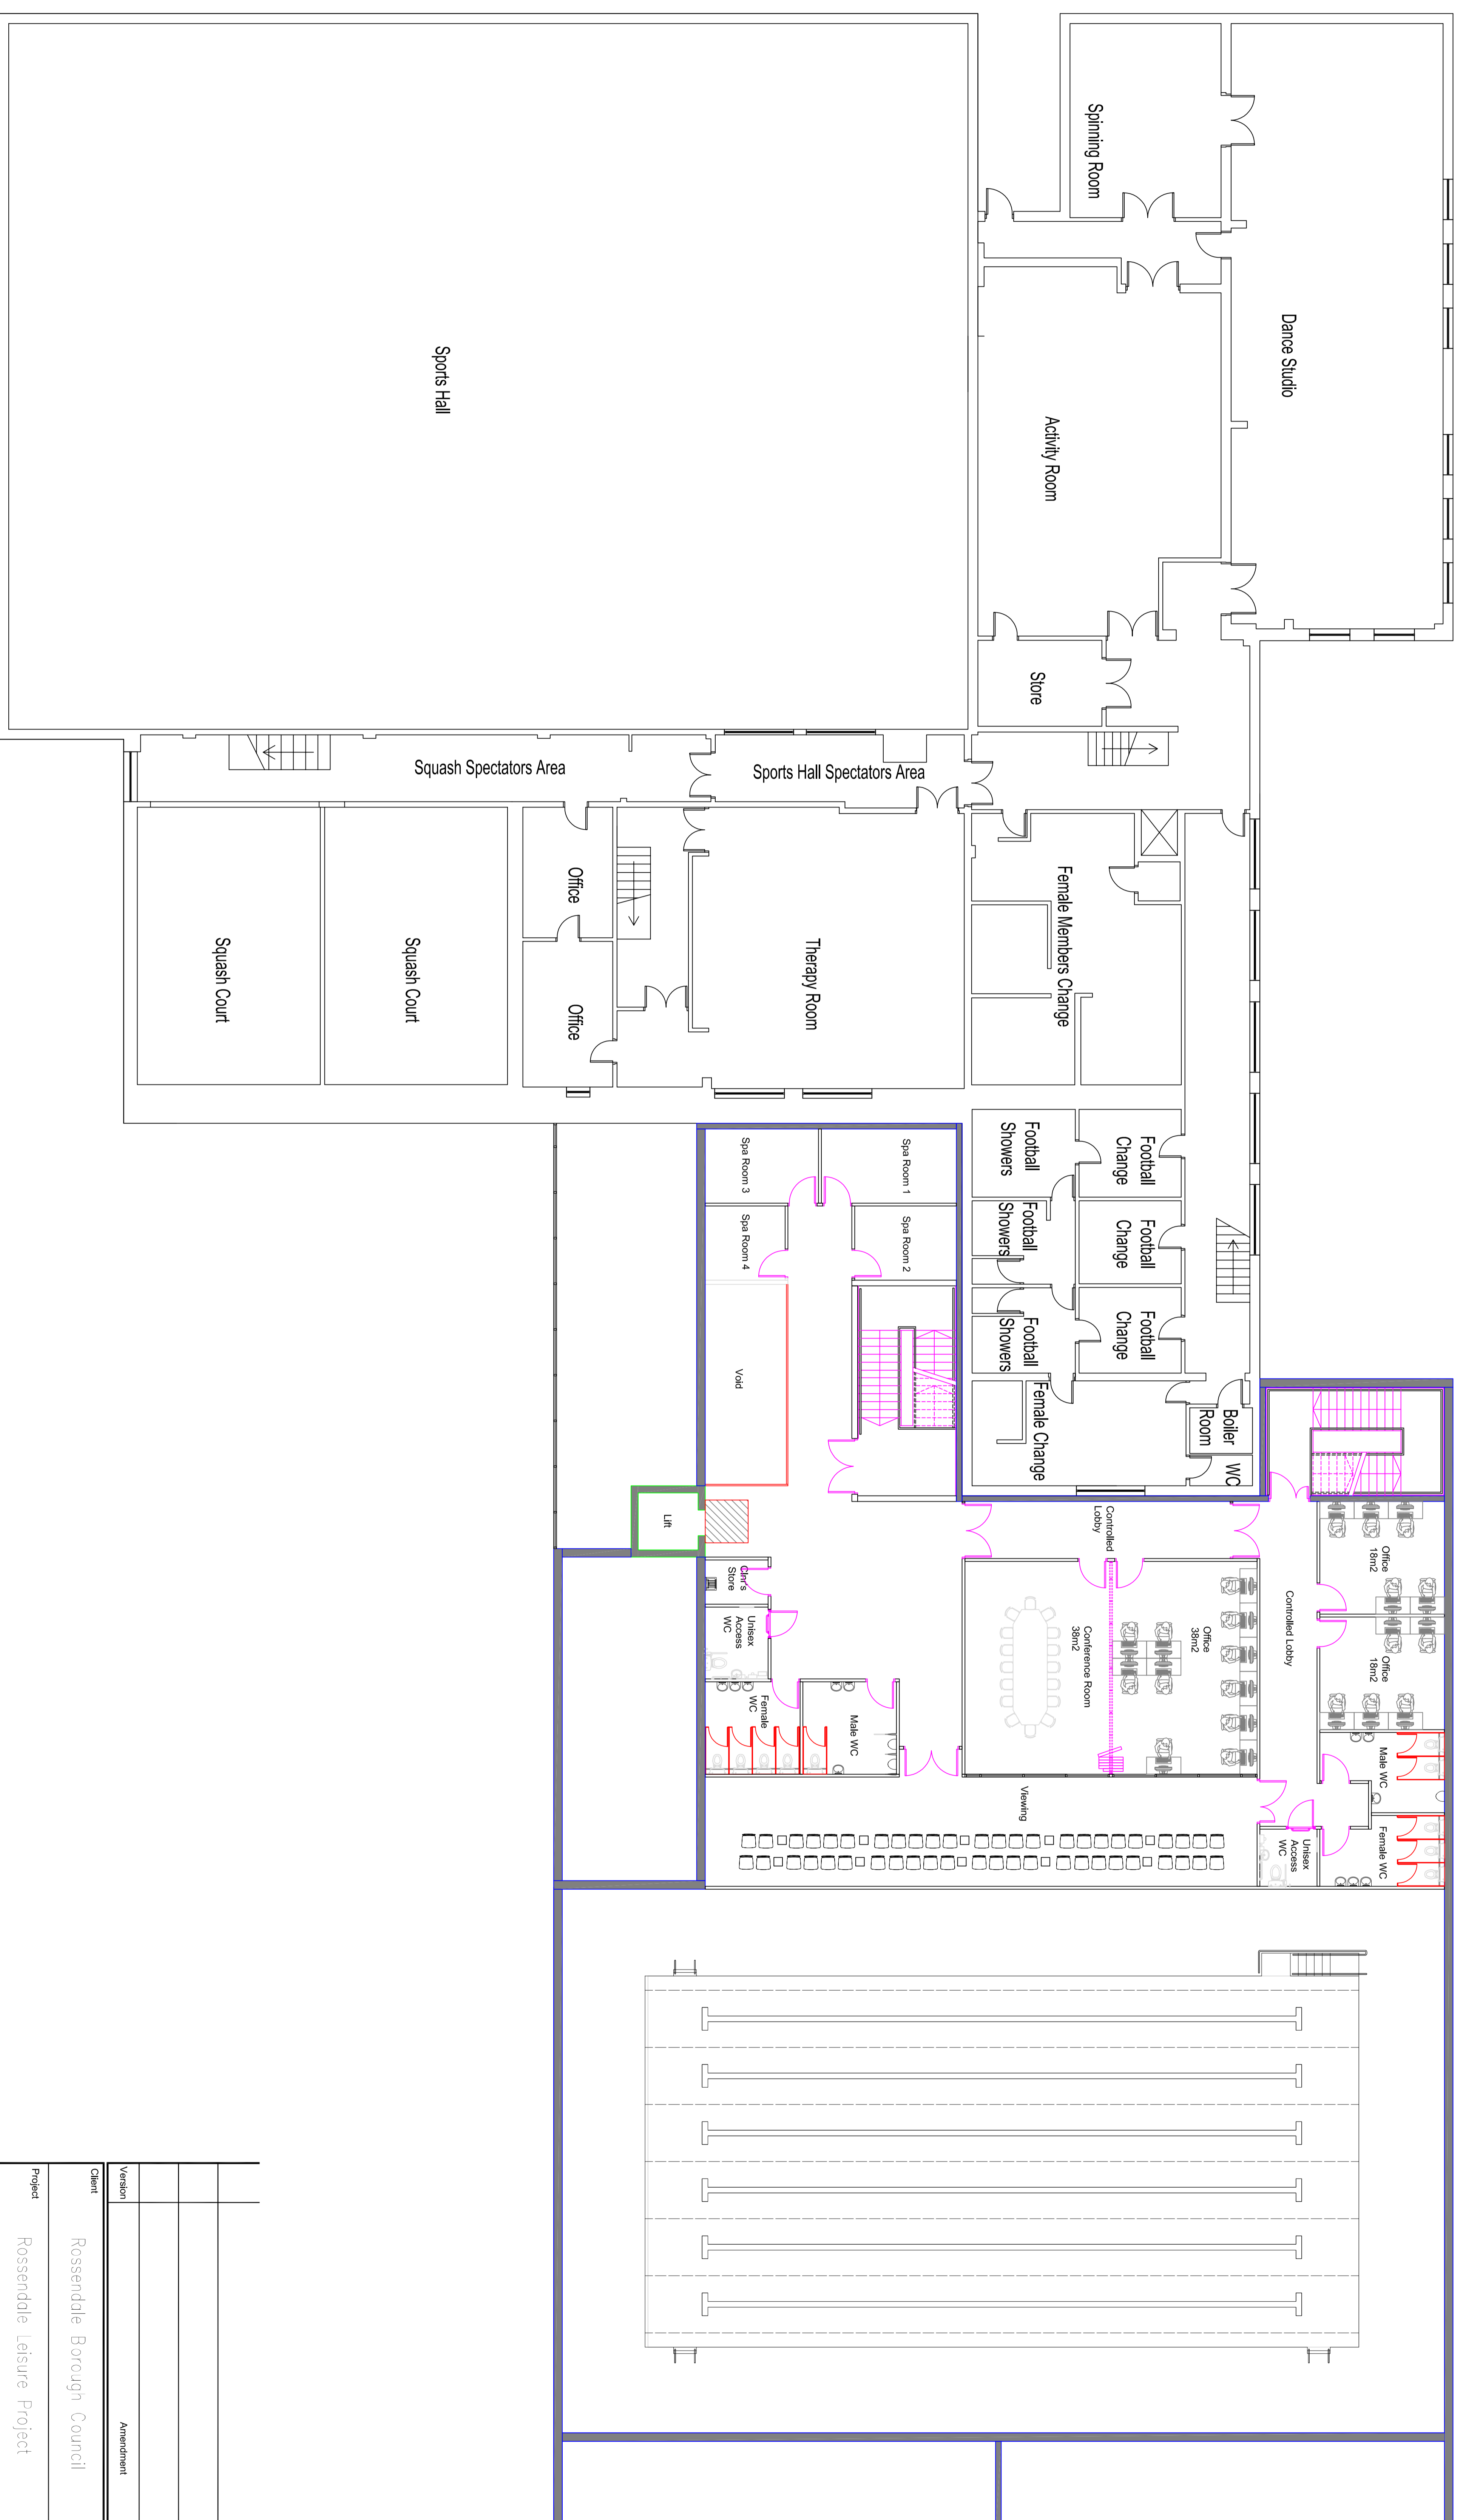 Spinning Room
Dance Studio
Sports Hall
Activity Room
Store
Squash Spectators Area
Sports Hall Spectators Area
Squash Court
Squash Court
Office
Office
Therapy Room
Female Members Change
Football
Showers
Football
Change
Football
Showers
Football
Change
Football
Showers
Football
Change
Female Change
Boiler
Room
WC
Spa Room 1
Spa Room 3
Spa Room 2
Spa Room 4
Void
Lift
Controlled
Lobby
Clnr's
Store
Unisex
Access
WC
Female
WC
Male WC
Conference Room
38m2
Office
38m2
Controlled Lobby
Office
18m2
Office
18m2
Male WC
Female WC
Unisex
Access
WC
Viewing
Version
Amendment
Client
Rossendale Borough Council
Project
Rossendale Leisure Project